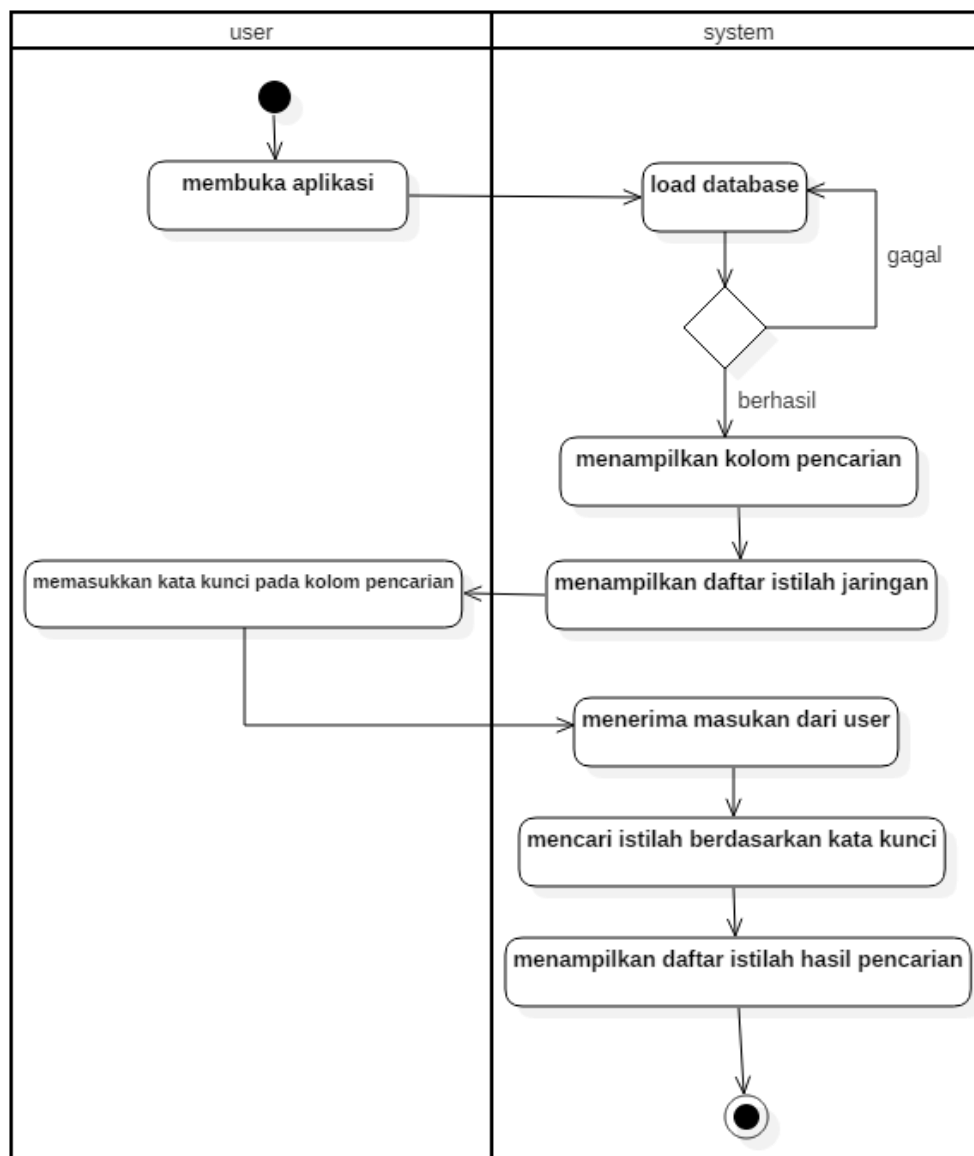 user
system
membuka aplikasi
load database
gagal
berhasil
menampilkan kolom pencarian
menampilkan daftar istilah jaringan
memasukkan kata kunci pada kolom pencarian
menerima masukan dari user
mencari istilah berdasarkan kata kunci
menampilkan daftar istilah hasil pencarian